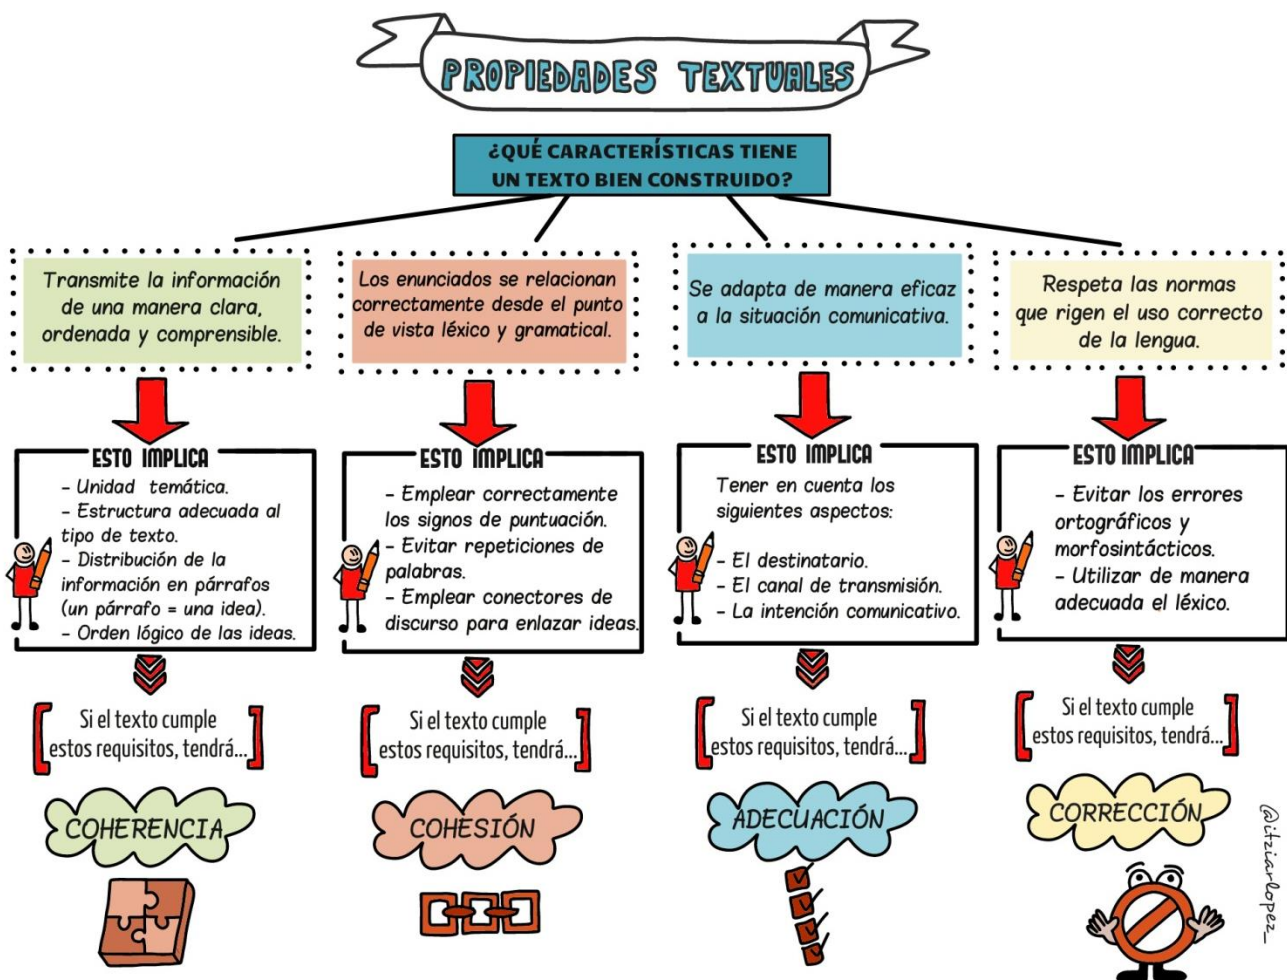 PROPIEDADES TEXTUALES
¿QUÉ CARACTERÍSTICAS TIENE
UN TEXTO BIEN CONSTRUIDO?
Transmite la información
de una manera clara,
ordenada y comprensible.
Los enunciados se relacionan
correctamente desde el punto
de vista léxico y gramatical.
Se adapta de manera eficaz
a la situación comunicativa.
Respeta las normas
que rigen el uso correcto
de la lengua.
ESTO IMPLICA
- Unidad temática.
- Estructura adecuada al
tipo de texto.
- Distribución de la
información en párrafos
(un párrafo = una idea).
- Orden lógico de las ideas.
ESTO IMPLICA
- Emplear correctamente
los signos de puntuación.
- Evitar repeticiones de
palabras.
- Emplear conectores de
discurso para enlazar ideas.
ESTO IMPLICA
Tener en cuenta los
siguientes aspectos:
- El destinatario.
- El canal de transmisión.
- La intención comunicativo.
ESTO IMPLICA
- Evitar los errores
ortográficos y
morfosintácticos.
- Utilizar de manera
adecuada el léxico.
Si el texto cumple
estos requisitos, tendrá...
Si el texto cumple
estos requisitos, tendrá...
Si el texto cumple
estos requisitos, tendrá...
Si el texto cumple
estos requisitos, tendrá...
COHERENCIA
COHESIÓN
ADECUACIÓN
CORRECCIÓN
@itziarlopez_